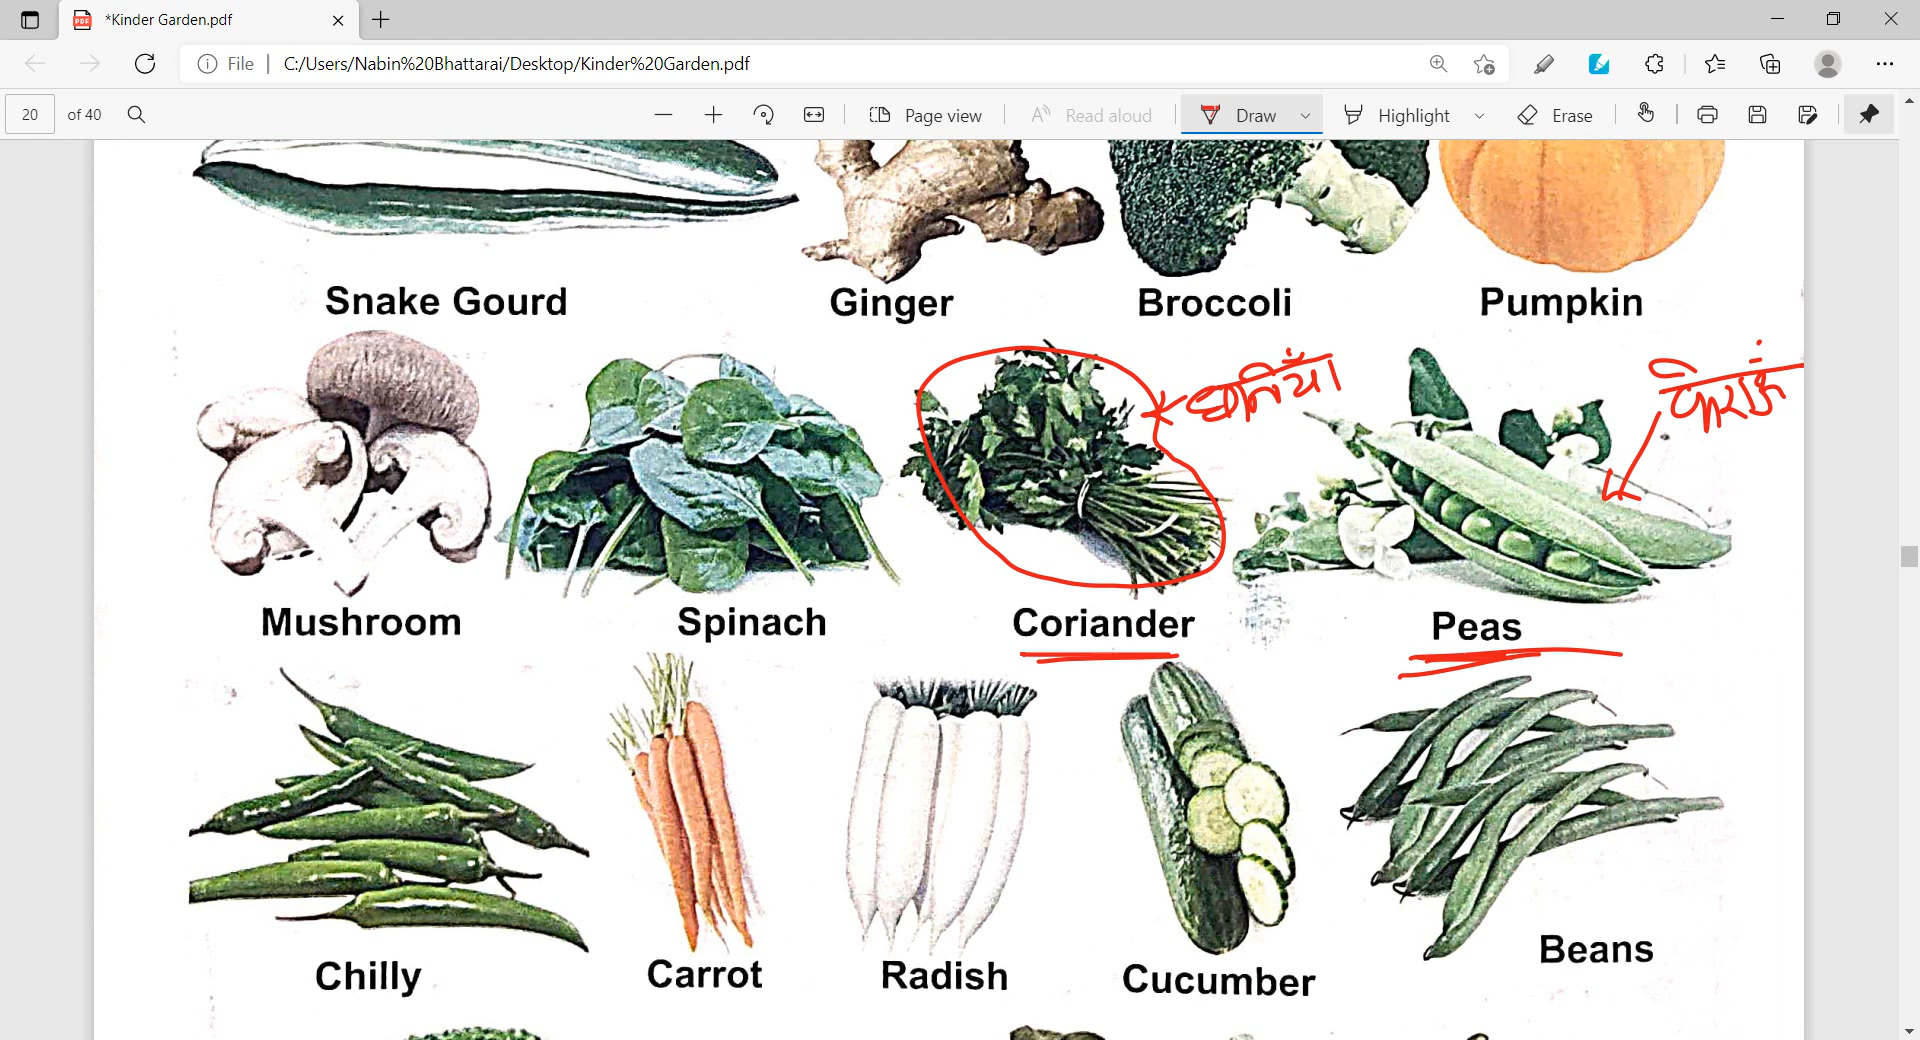 *Kinder Garden.pdf
File C:/Users/Nabin%20Bhattarai/Desktop/Kinder%20Garden.pdf
20 of 40 Page view Read aloud Draw Highlight Erase
Snake Gourd Ginger Broccoli Pumpkin
धनियाँ।
Mushroom Spinach Coriander Peas
Chilly Carrot Radish Cucumber Beans